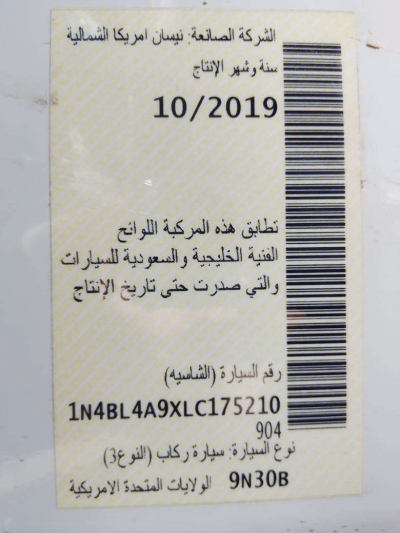 الشركة الصانعة: نيسان امريكا الشمالية
سنة وشهر الإنتاج
10/2019
تطابق هذه المركبة اللوائح
الفنية الخليجية والسعودية للسيارات
والتي صدرت حتى تاريخ الإنتاج
رقم السيارة (الشاسيه)
1N4BL4A9XLC175210
904
نوع السيارة: سيارة ركاب (النوع3)
9N30B الولايات المتحدة الامريكية